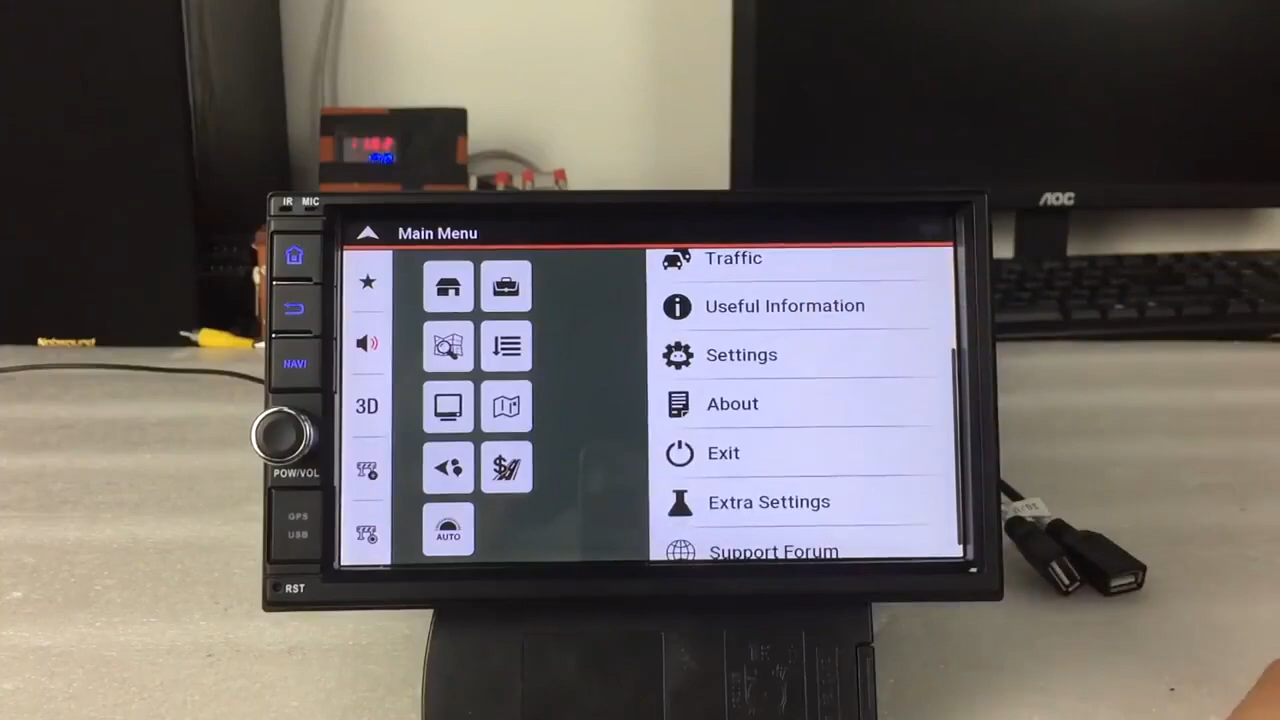 AOC
IR MIC
Main Menu
Traffic
Useful Information
NAVI
Settings
3D
About
Exit
POW/VOL
Extra Settings
GPS
USB
AUTO
Support Forum
RST